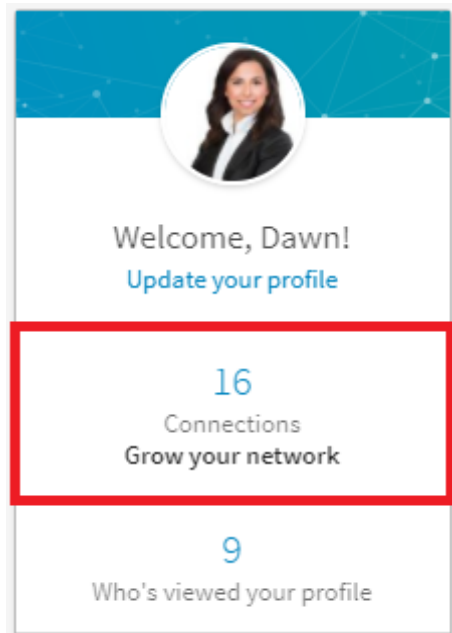 Welcome, Dawn!
Update your profile
16
Connections
Grow your network
9
Who's viewed your profile